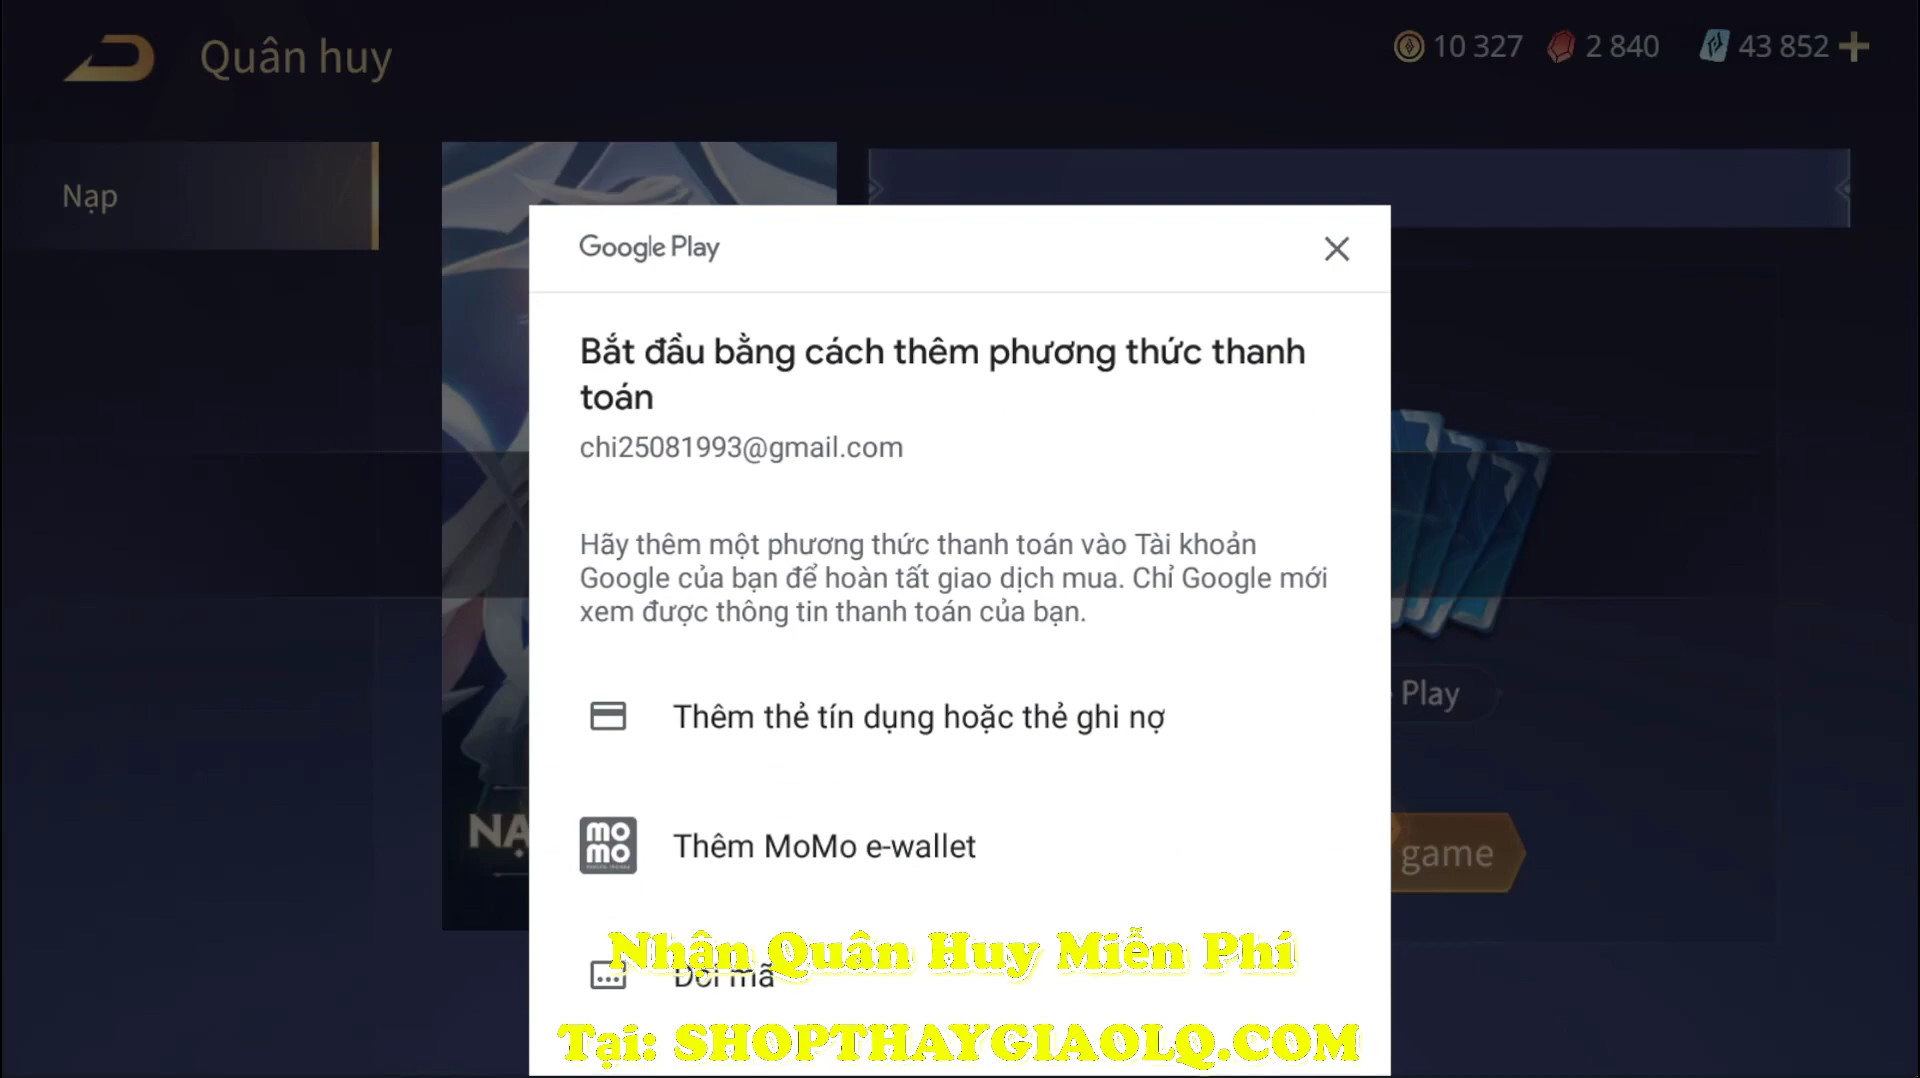 Quân huy
10 327
2 840
43 852
Nạp
Google Play
Bắt đầu bằng cách thêm phương thức thanh
toán
chi25081993@gmail.com
Hãy thêm một phương thức thanh toán vào Tài khoản
Google của bạn để hoàn tất giao dịch mua. Chỉ Google mới
xem được thông tin thanh toán của bạn.
Play
Thêm thẻ tín dụng hoặc thẻ ghi nợ
NẠ
Thêm MoMo e-wallet
game
Nhận Quân Huy Miễn Phí
Đổi mã
Tại: SHOPTHAYGIAOLQ.COM